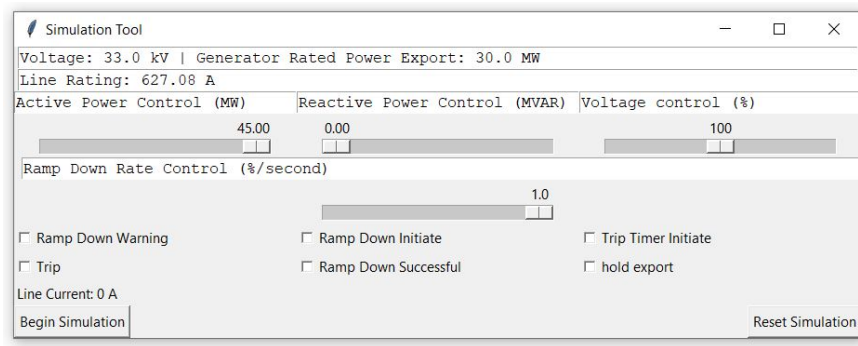 Simulation Tool
Voltage: 33.0 kV | Generator Rated Power Export: 30.0 MW
Line Rating: 627.08 A
Active Power Control (MW) Reactive Power Control (MVAR) Voltage control (%)
45.00 0.00 100
Ramp Down Rate Control (%/second)
1.0
Ramp Down Warning Ramp Down Initiate Trip Timer Initiate
Trip Ramp Down Successful hold export
Line Current: 0 A
Begin Simulation Reset Simulation